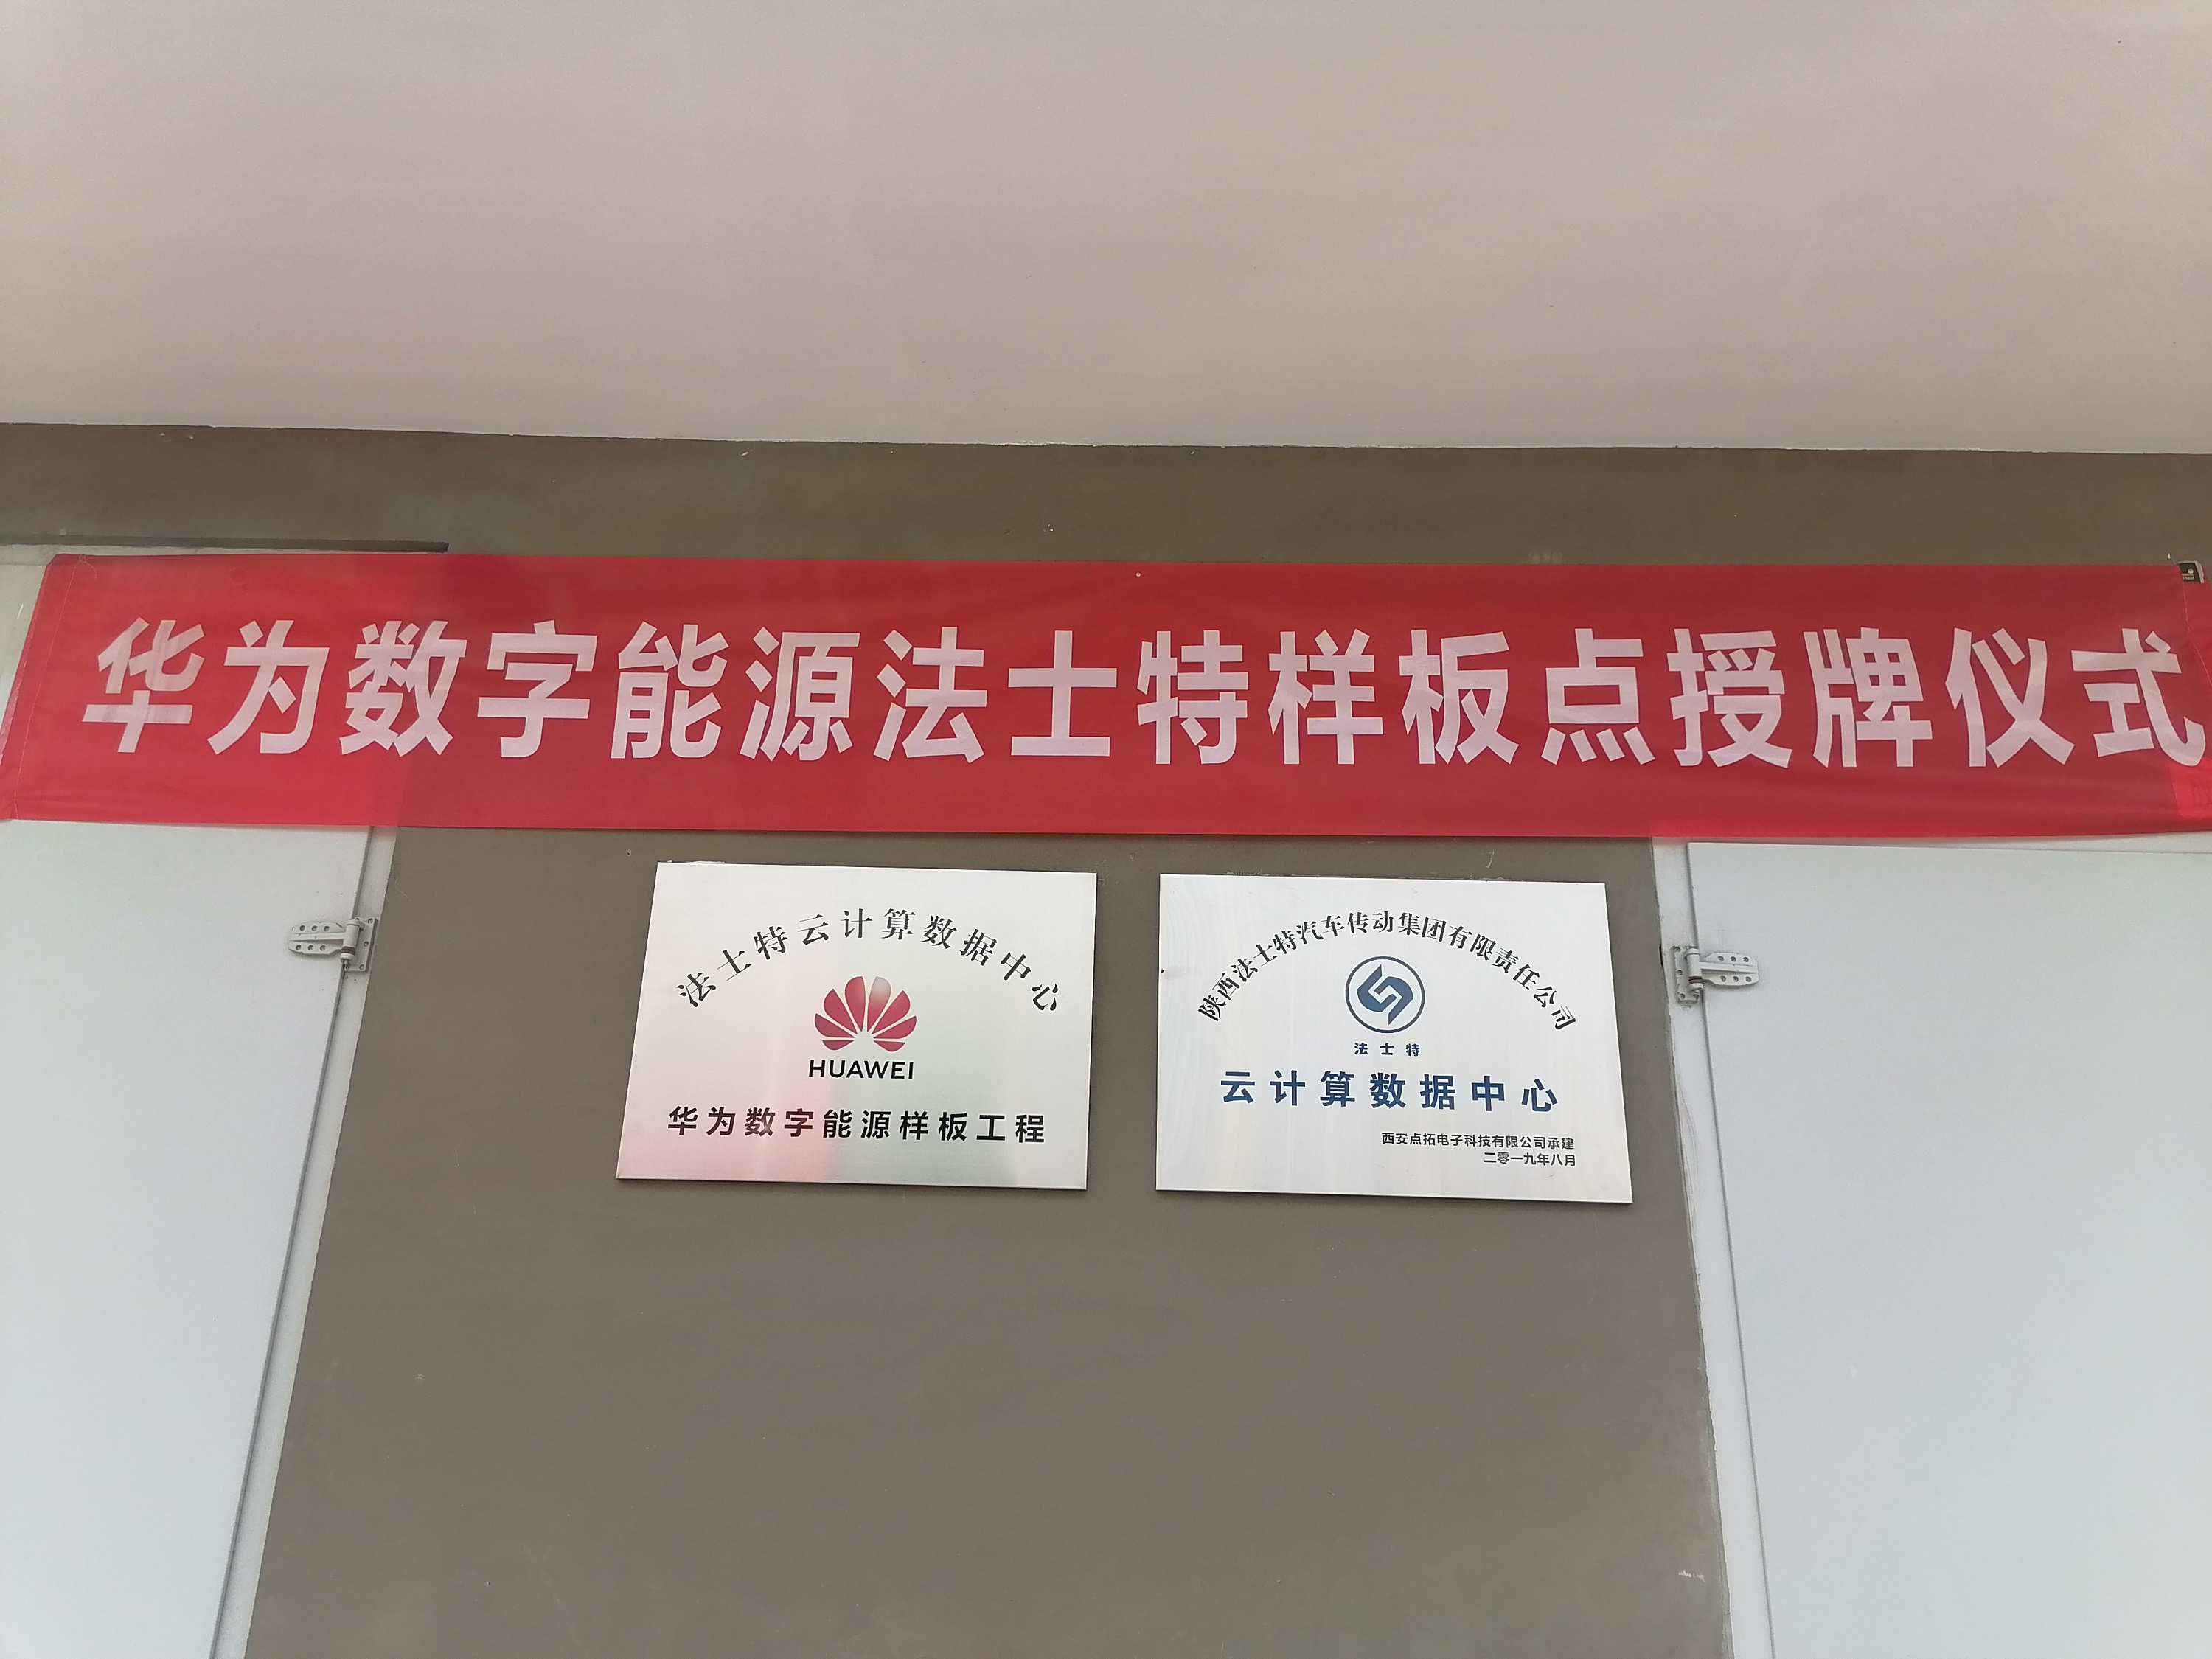 华为数字能源法士特样板点授牌仪式
法士特云计算数据中心
HUAWEI
华为数字能源样板工程
陕西法士特汽车传动集团有限责任公司
法士特
云计算数据中心
西安点拓电子科技有限公司承建
二零一九年八月